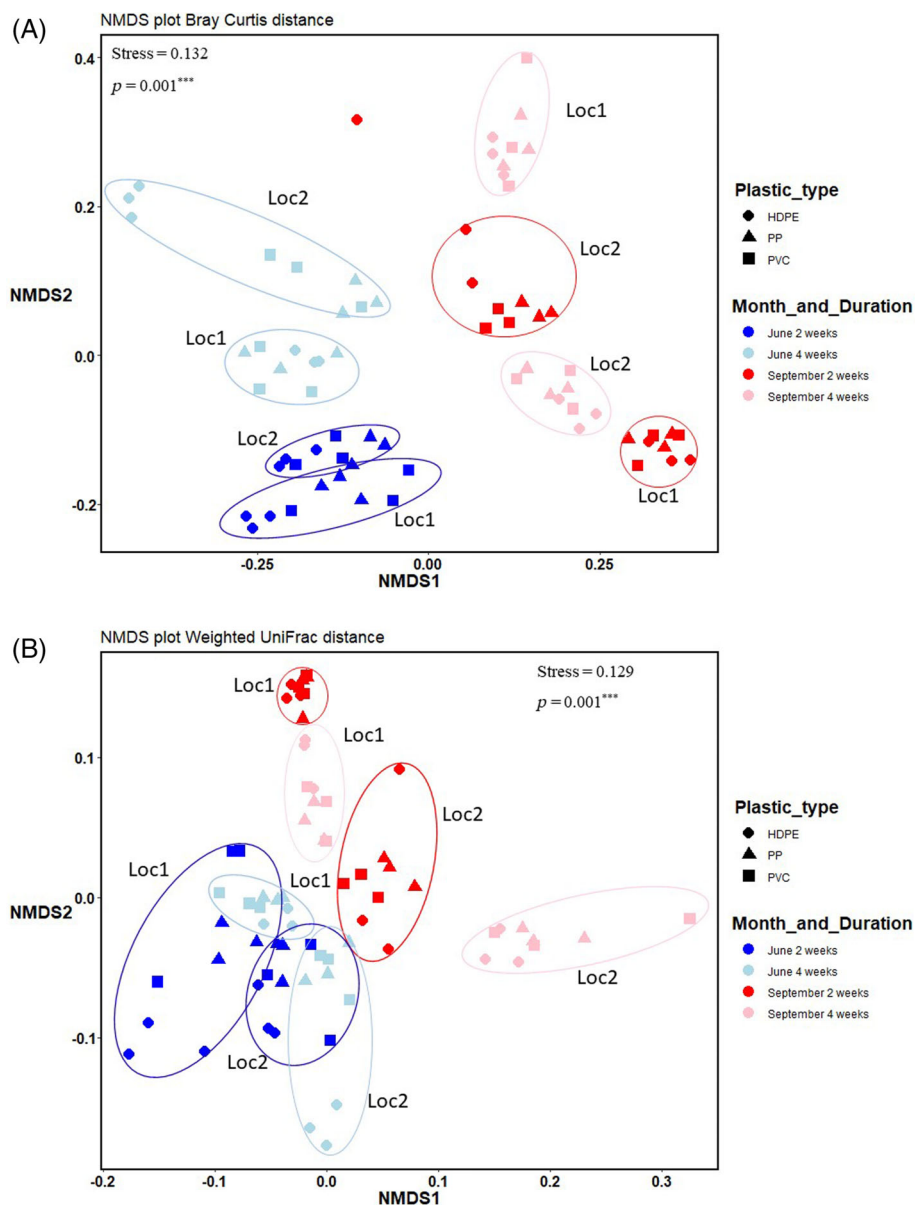 (A)
NMDS plot Bray Curtis distance
Stress = 0.132
p = 0.001***
0.4
0.2
0.0
-0.2
NMDS2
Loc1
Loc2
Loc2
Loc1
Loc2
Loc2
Loc1
Loc1
-0.25
0.00
0.25
NMDS1
Plastic_type
HDPE
PP
PVC
Month_and_Duration
June 2 weeks
June 4 weeks
September 2 weeks
September 4 weeks
(B)
NMDS plot Weighted UniFrac distance
Stress = 0.129
p = 0.001***
0.1
0.0
-0.1
NMDS2
Loc1
Loc1
Loc2
Loc1
Loc1
Loc2
Loc2
Loc2
-0.2
-0.1
0.0
0.1
0.2
0.3
NMDS1
Plastic_type
HDPE
PP
PVC
Month_and_Duration
June 2 weeks
June 4 weeks
September 2 weeks
September 4 weeks